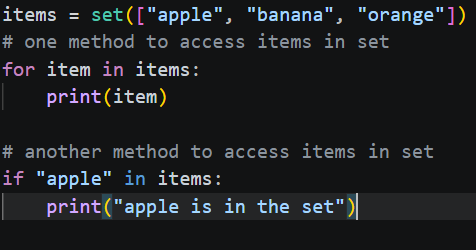 items = set(["apple", "banana", "orange"])
# one method to access items in set
for item in items:
    print(item)
# another method to access items in set
if "apple" in items:
    print("apple is in the set")